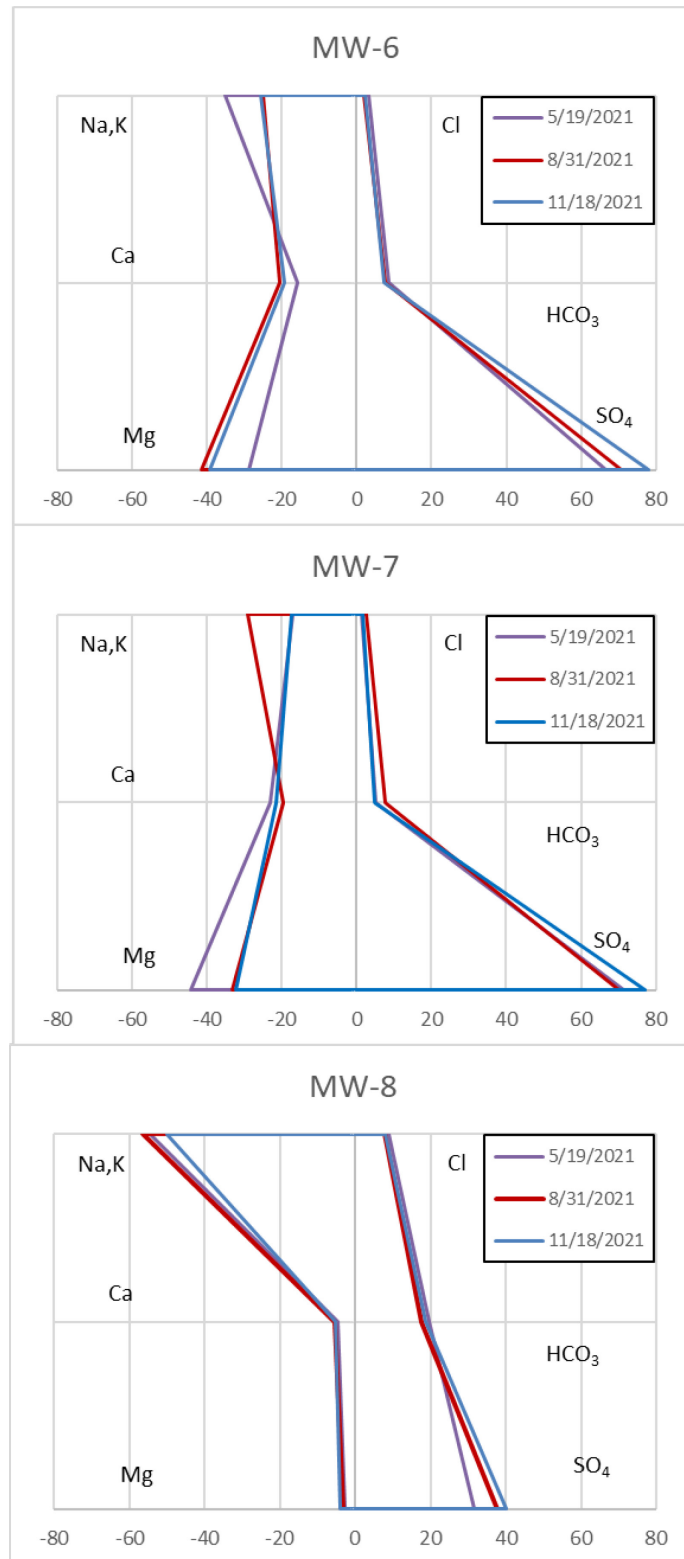 MW-6
Na,K Cl 5/19/2021
8/31/2021
11/18/2021
Ca
HCO₃
SO₄
Mg
-80 -60 -40 -20 0 20 40 60 80
MW-7
Na,K Cl 5/19/2021
8/31/2021
11/18/2021
Ca
HCO₃
SO₄
Mg
-80 -60 -40 -20 0 20 40 60 80
MW-8
Na,K Cl 5/19/2021
8/31/2021
11/18/2021
Ca
HCO₃
Mg SO₄
-80 -60 -40 -20 0 20 40 60 80